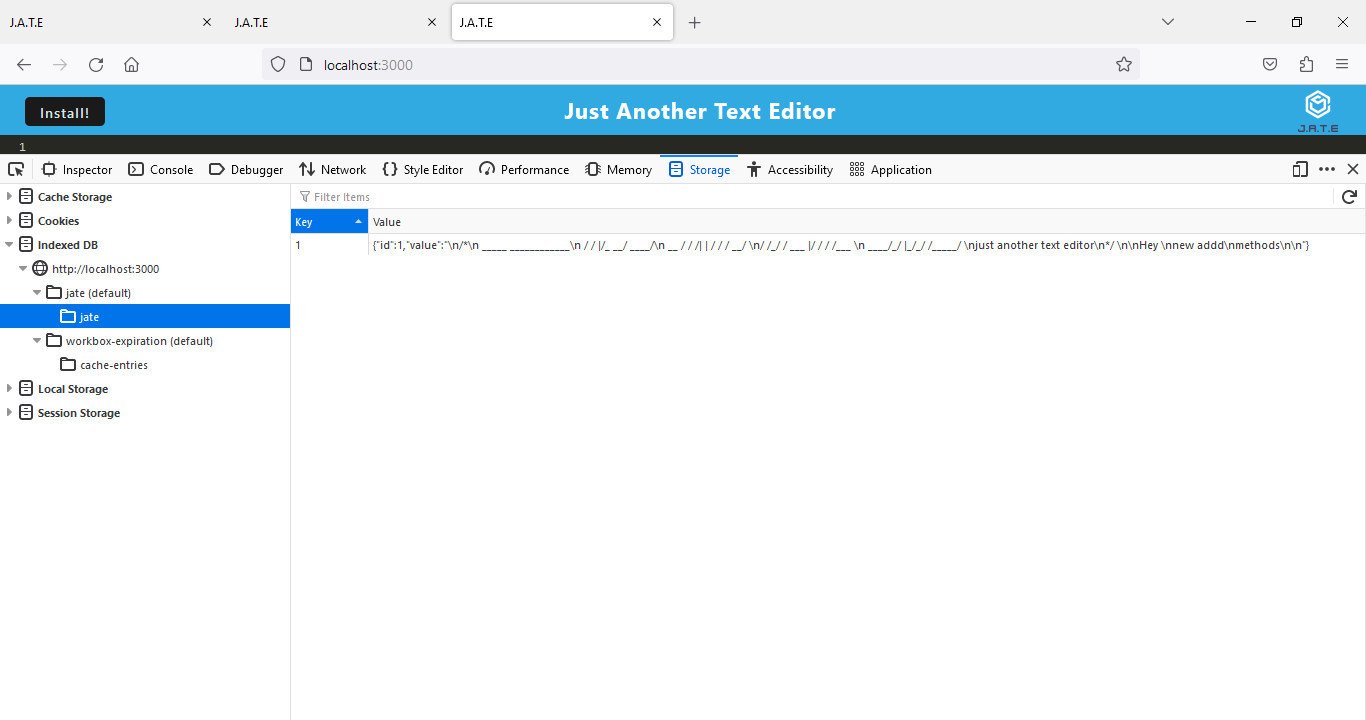 J.A.T.E J.A.T.E J.A.T.E
localhost:3000
Install! Just Another Text Editor J.A.T.E
1
Inspector Console Debugger Network Style Editor Performance Memory Storage Accessibility Application
Cache Storage
Cookies
Indexed DB
http://localhost:3000
jate (default)
jate
workbox-expiration (default)
cache-entries
Local Storage
Session Storage
Filter Items
Key Value
1 {"id":1,"value":"\n/*\n _____ ____________\n / / |/_ __/ ____/\n __ / / /| | / / / __/ \n/ /_/ / ___ |/ / / /___ \n ____/_/ |_/_/ /_____/ \njust another text editor\n*/ \n\nHey \nnew addd\nmethods\n\n"}